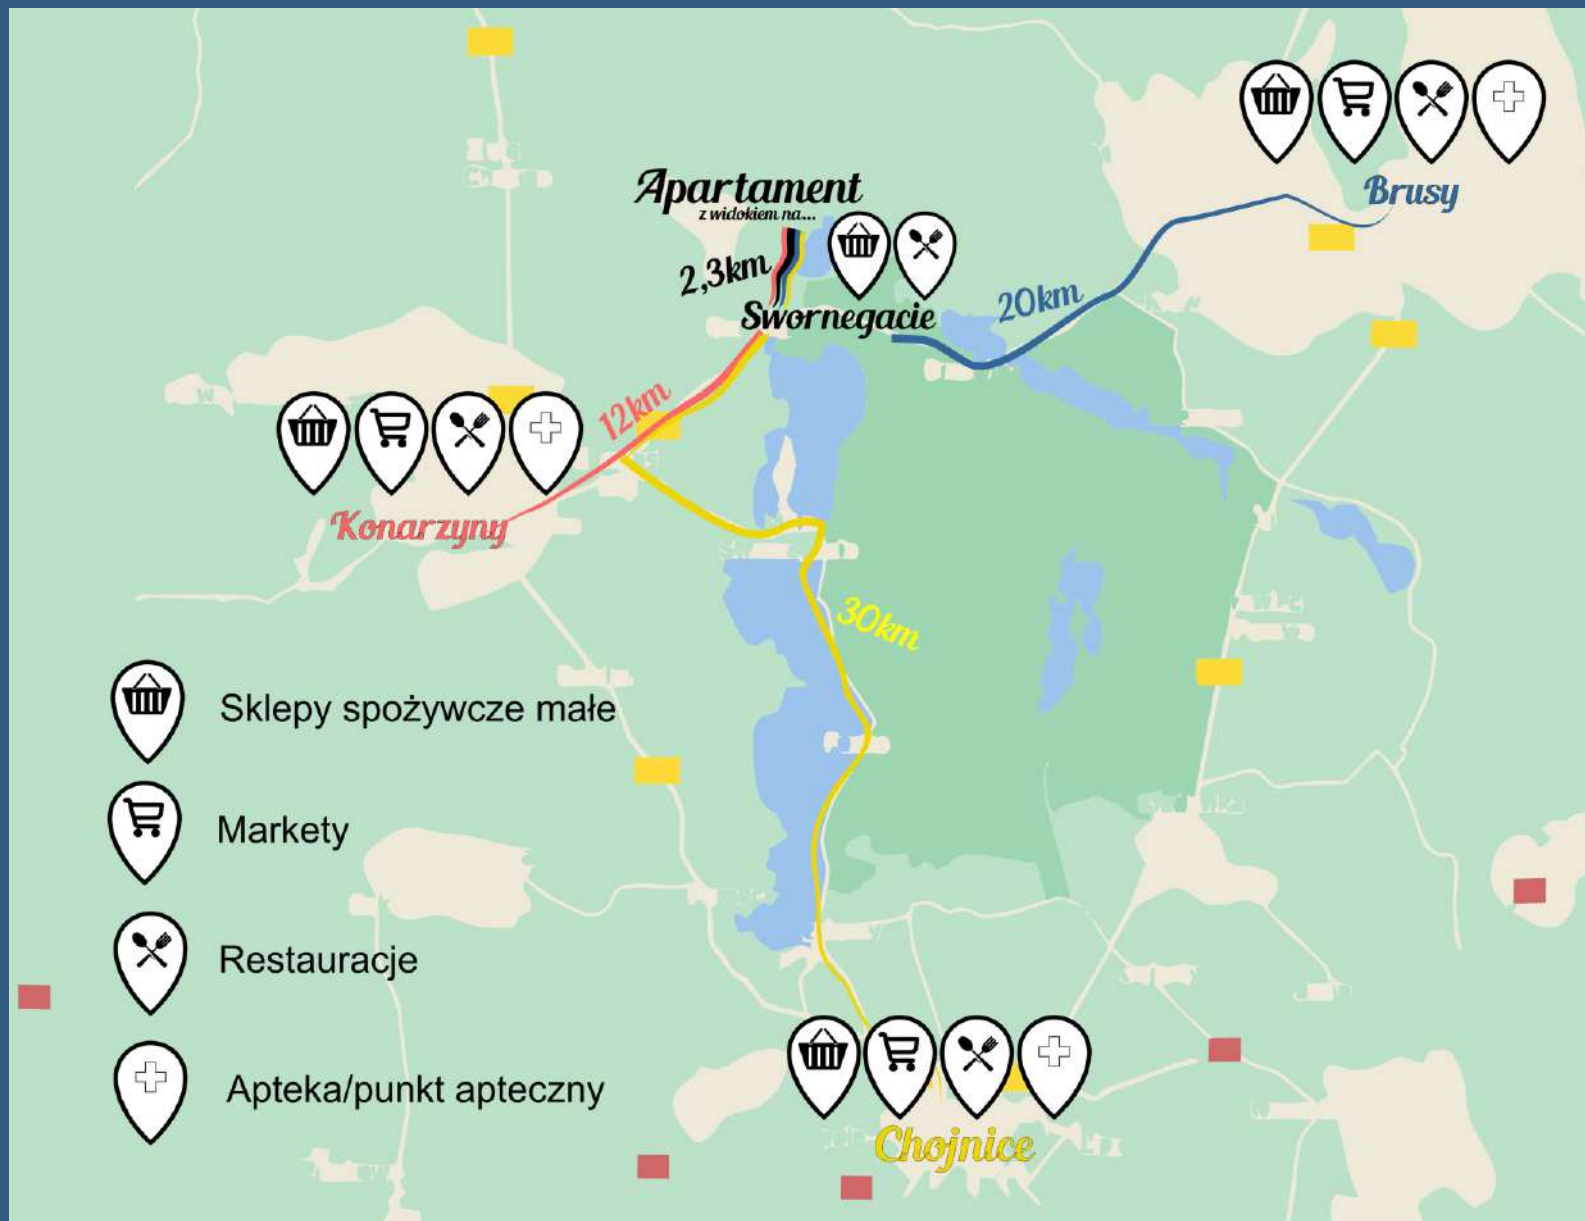 Brusy
Apartament
z widokiem na...
2,3km
20km
Swornegacie
12km
Konarzyny
30km
Sklepy spożywcze małe
Markety
Restauracje
Apteka/punkt apteczny
Chojnice